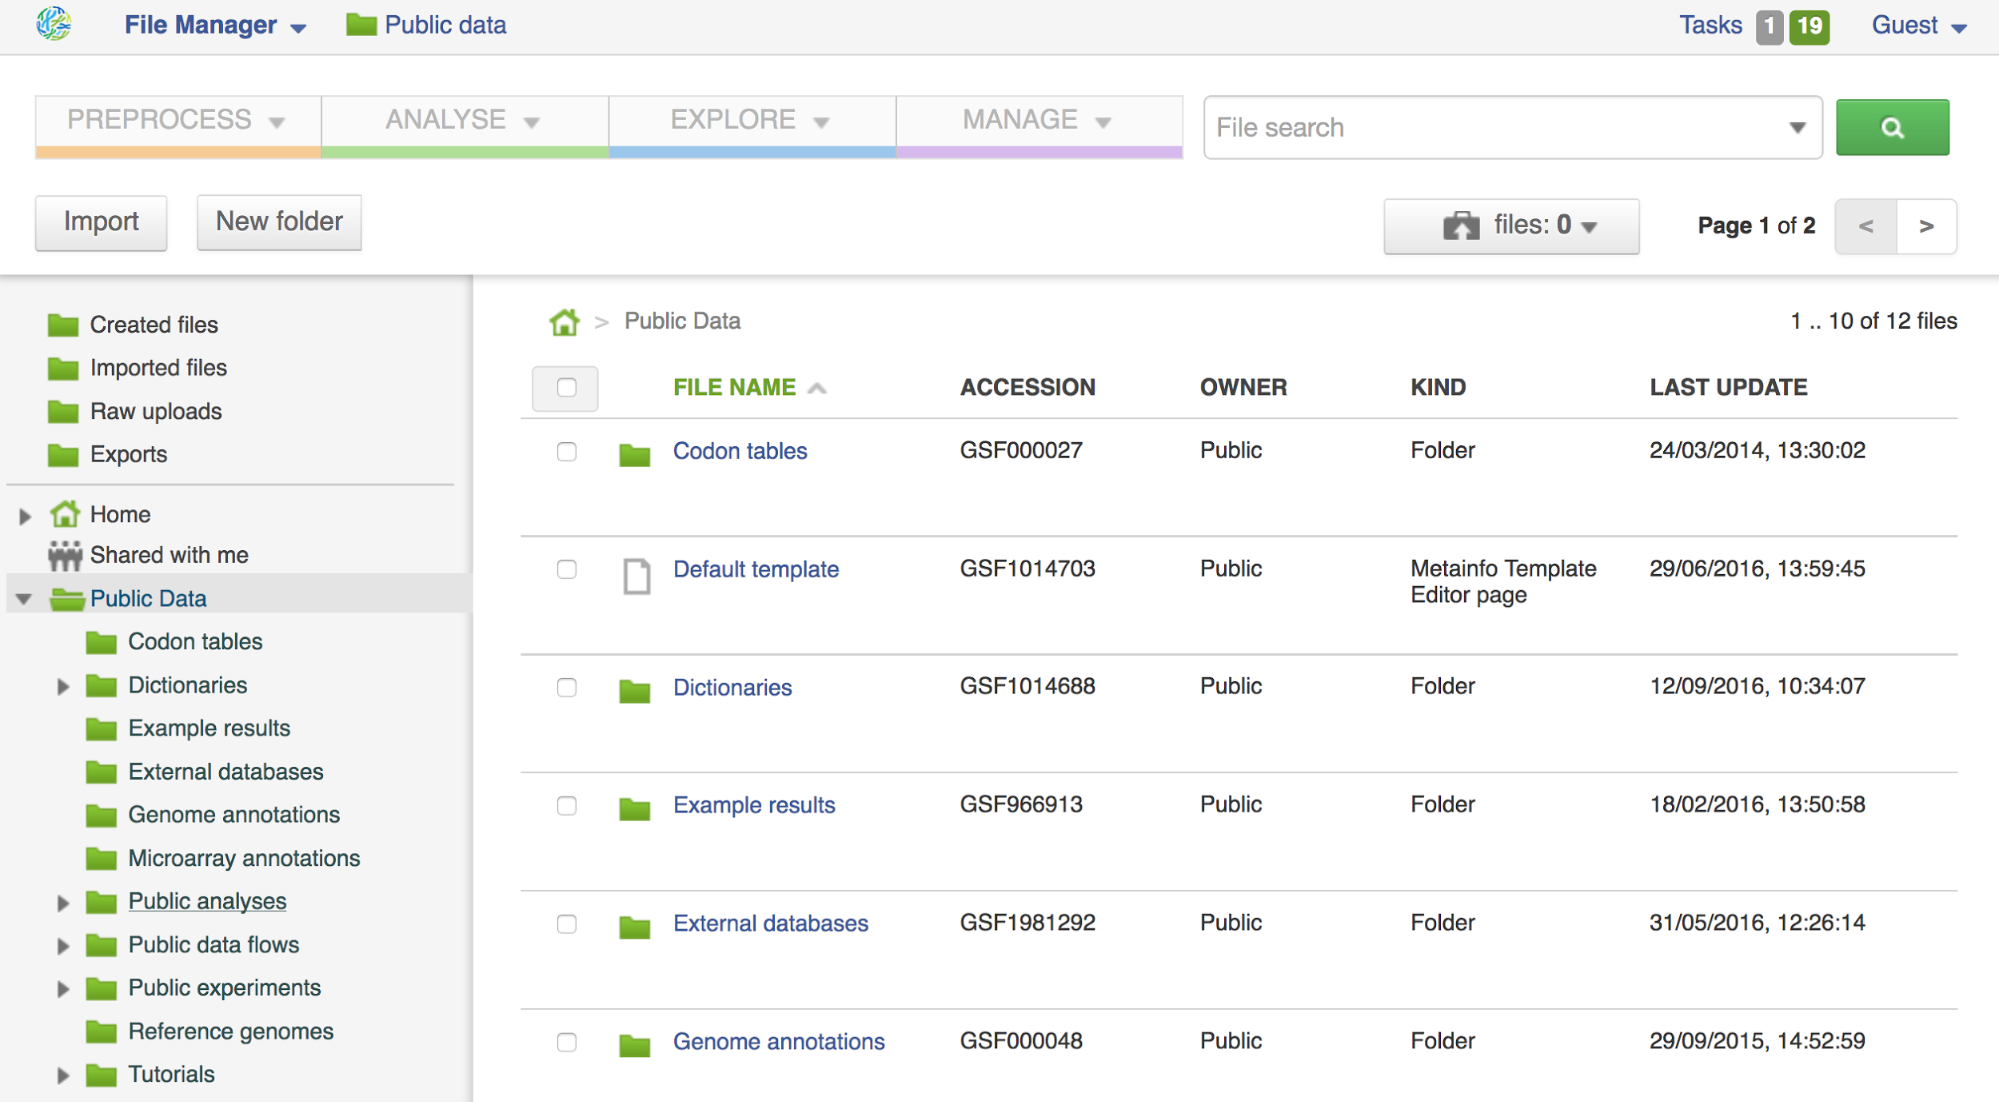 File Manager Public data Tasks 1 19 Guest
PREPROCESS ANALYSE EXPLORE MANAGE File search
Import New folder files: 0 Page 1 of 2 < >
Created files
Imported files
Raw uploads
Exports
Home
Shared with me
Public Data
Codon tables
Dictionaries
Example results
External databases
Genome annotations
Microarray annotations
Public analyses
Public data flows
Public experiments
Reference genomes
Tutorials
> Public Data 1 .. 10 of 12 files
FILE NAME ACCESSION OWNER KIND LAST UPDATE
Codon tables GSF000027 Public Folder 24/03/2014, 13:30:02
Default template GSF1014703 Public Metainfo Template 29/06/2016, 13:59:45
Editor page
Dictionaries GSF1014688 Public Folder 12/09/2016, 10:34:07
Example results GSF966913 Public Folder 18/02/2016, 13:50:58
External databases GSF1981292 Public Folder 31/05/2016, 12:26:14
Genome annotations GSF000048 Public Folder 29/09/2015, 14:52:59